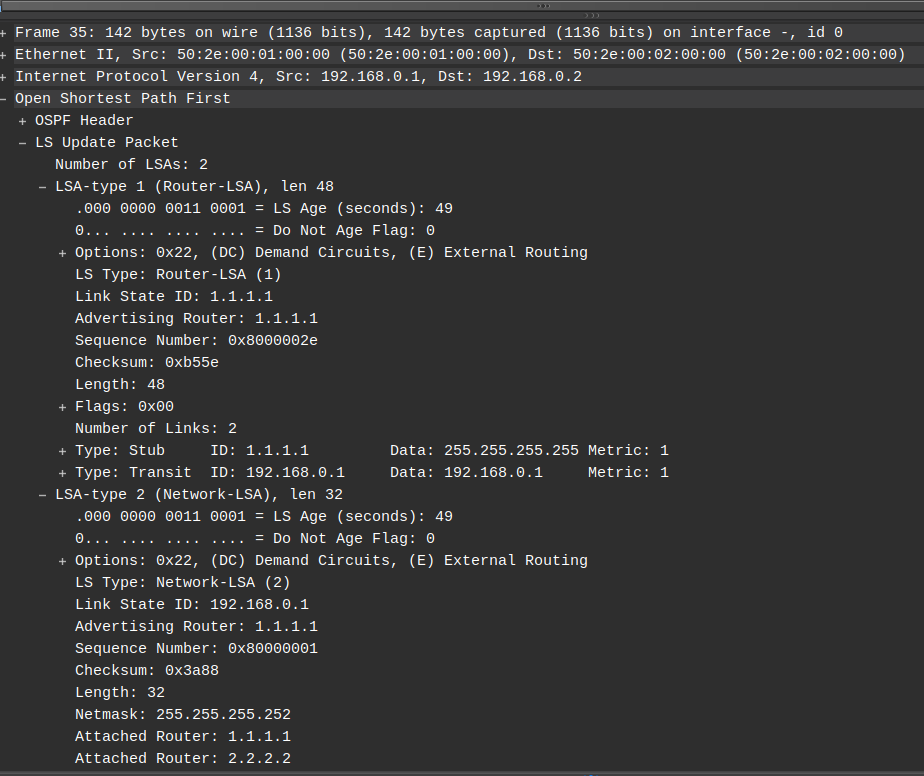 Frame 35: 142 bytes on wire (1136 bits), 142 bytes captured (1136 bits) on interface -, id 0
Ethernet II, Src: 50:2e:00:01:00:00 (50:2e:00:01:00:00), Dst: 50:2e:00:02:00:00 (50:2e:00:02:00:00)
Internet Protocol Version 4, Src: 192.168.0.1, Dst: 192.168.0.2
Open Shortest Path First
OSPF Header
LS Update Packet
Number of LSAs: 2
LSA-type 1 (Router-LSA), len 48
.000 0000 0011 0001 = LS Age (seconds): 49
0... .... .... .... = Do Not Age Flag: 0
Options: 0x22, (DC) Demand Circuits, (E) External Routing
LS Type: Router-LSA (1)
Link State ID: 1.1.1.1
Advertising Router: 1.1.1.1
Sequence Number: 0x8000002e
Checksum: 0xb55e
Length: 48
Flags: 0x00
Number of Links: 2
Type: Stub     ID: 1.1.1.1         Data: 255.255.255.255 Metric: 1
Type: Transit  ID: 192.168.0.1     Data: 192.168.0.1     Metric: 1
LSA-type 2 (Network-LSA), len 32
.000 0000 0011 0001 = LS Age (seconds): 49
0... .... .... .... = Do Not Age Flag: 0
Options: 0x22, (DC) Demand Circuits, (E) External Routing
LS Type: Network-LSA (2)
Link State ID: 192.168.0.1
Advertising Router: 1.1.1.1
Sequence Number: 0x80000001
Checksum: 0x3a88
Length: 32
Netmask: 255.255.255.252
Attached Router: 1.1.1.1
Attached Router: 2.2.2.2